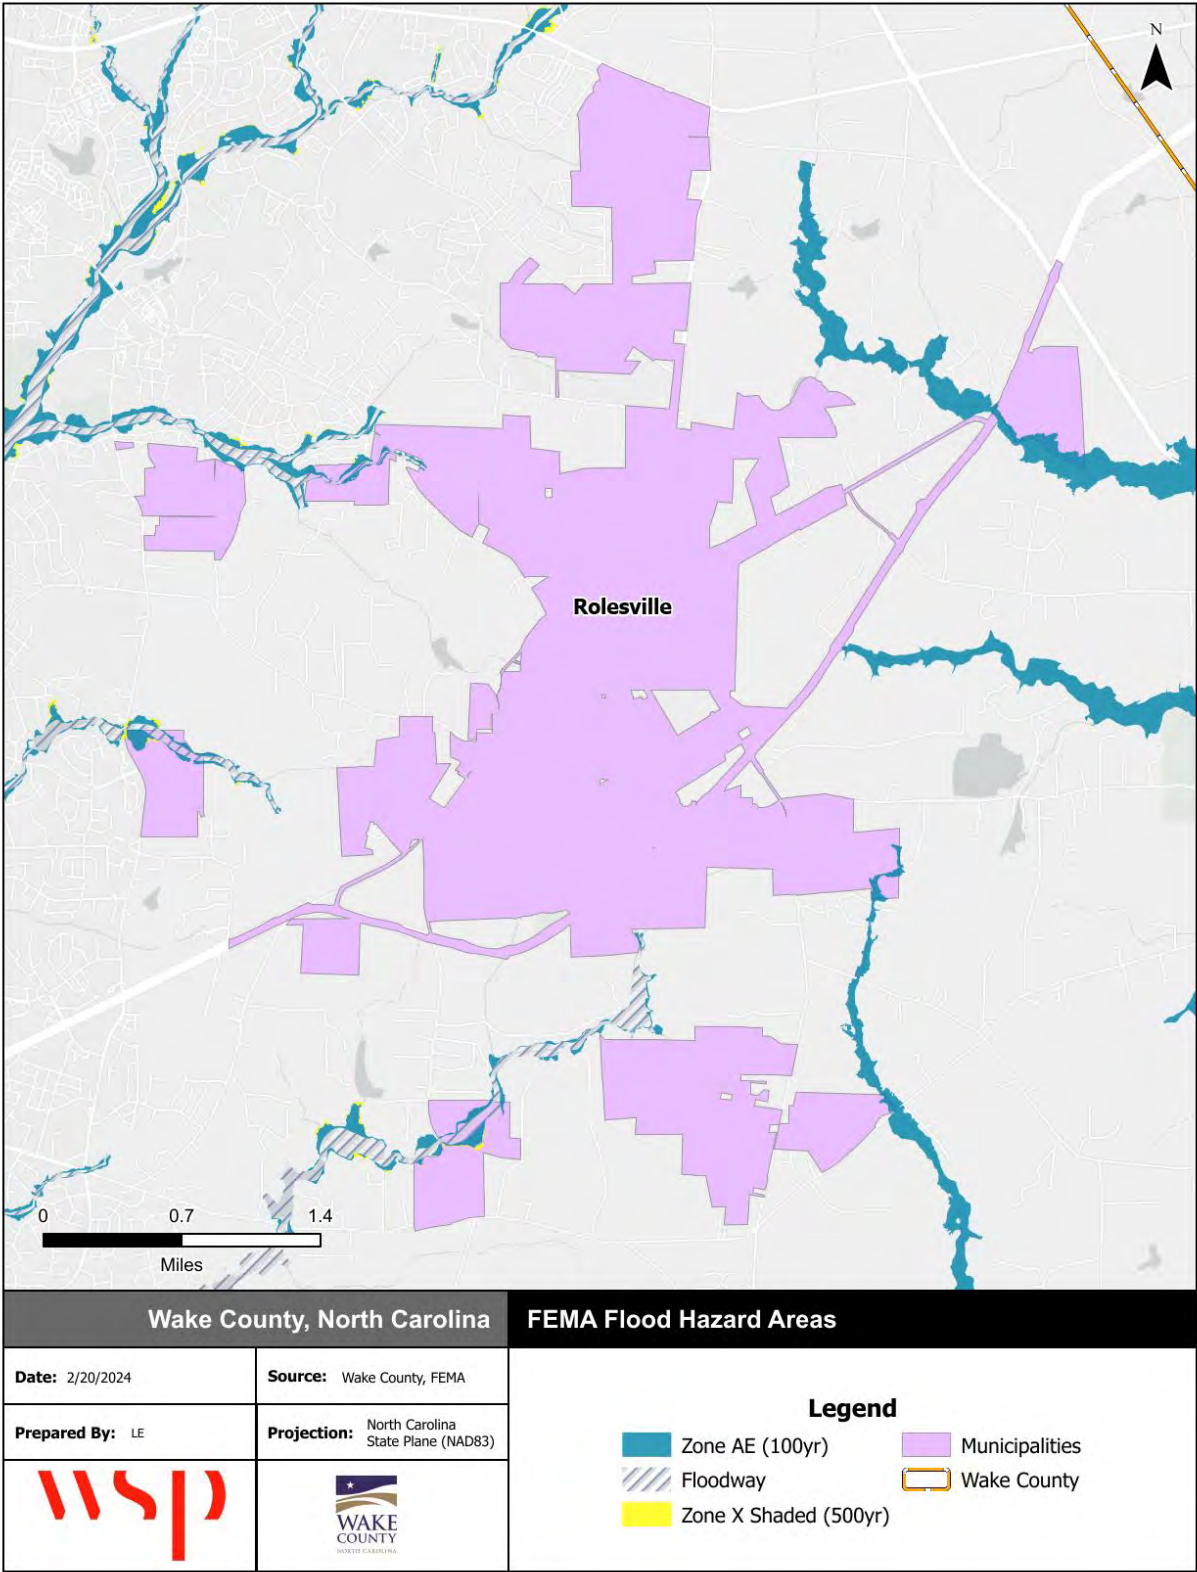 N
Rolesville
0 0.7 1.4
Miles
Wake County, North Carolina
FEMA Flood Hazard Areas
Date: 2/20/2024
Source: Wake County, FEMA
Prepared By: LE
Projection: North Carolina
State Plane (NAD83)
wsp
WAKE
COUNTY
NORTH CAROLINA
Legend
Zone AE (100yr)
Floodway
Zone X Shaded (500yr)
Municipalities
Wake County